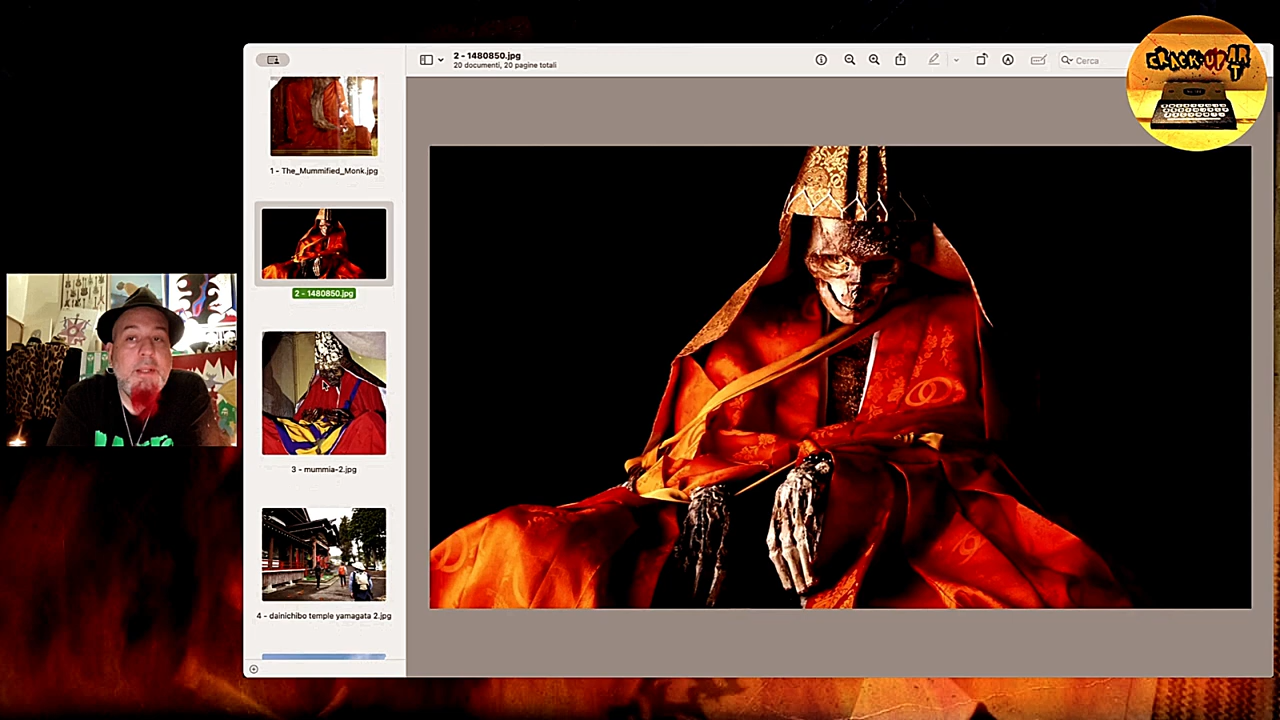 2 - 1480850.jpg
20 documenti, 20 pagine totali
Cerca
CRACK-UP ART
1 - The_Mummified_Monk.jpg
2 - 1480850.jpg
3 - mummia-2.jpg
4 - dainichibo temple yamagata 2.jpg